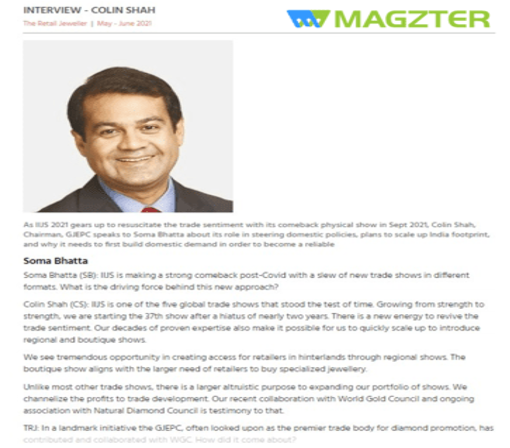 INTERVIEW - COLIN SHAH
The Retail Jeweller | May - June 2021
MAGZTER
As IIJS 2021 gears up to resuscitate the trade sentiment with its comeback physical show in Sept 2021, Colin Shah,
Chairman, GJEPC speaks to Soma Bhatta about its role in steering domestic policies, plans to scale up India footprint,
and why it needs to first build domestic demand in order to become a reliable
Soma Bhatta
Soma Bhatta (SB): IIJS is making a strong comeback post-Covid with a slew of new trade shows in different
formats. What is the driving force behind this new approach?
Colin Shah (CS): IIJS is one of the five global trade shows that stood the test of time. Growing from strength to
strength, we are starting the 37th show after a hiatus of nearly two years. There is a new energy to revive the
trade sentiment. Our decades of proven expertise also make it possible for us to quickly scale up to introduce
regional and boutique shows.
We see tremendous opportunity in creating access for retailers in hinterlands through regional shows. The
boutique show aligns with the larger need of retailers to buy specialized jewellery.
Unlike most other trade shows, there is a larger altruistic purpose to expanding our portfolio of shows. We
channelize the profits to trade development. Our recent collaboration with World Gold Council and ongoing
association with Natural Diamond Council is testimony to that.
TRJ: In a landmark initiative the GJEPC, often looked upon as the premier trade body for diamond promotion, has
contributed and collaborated with WGC. How did it come about?